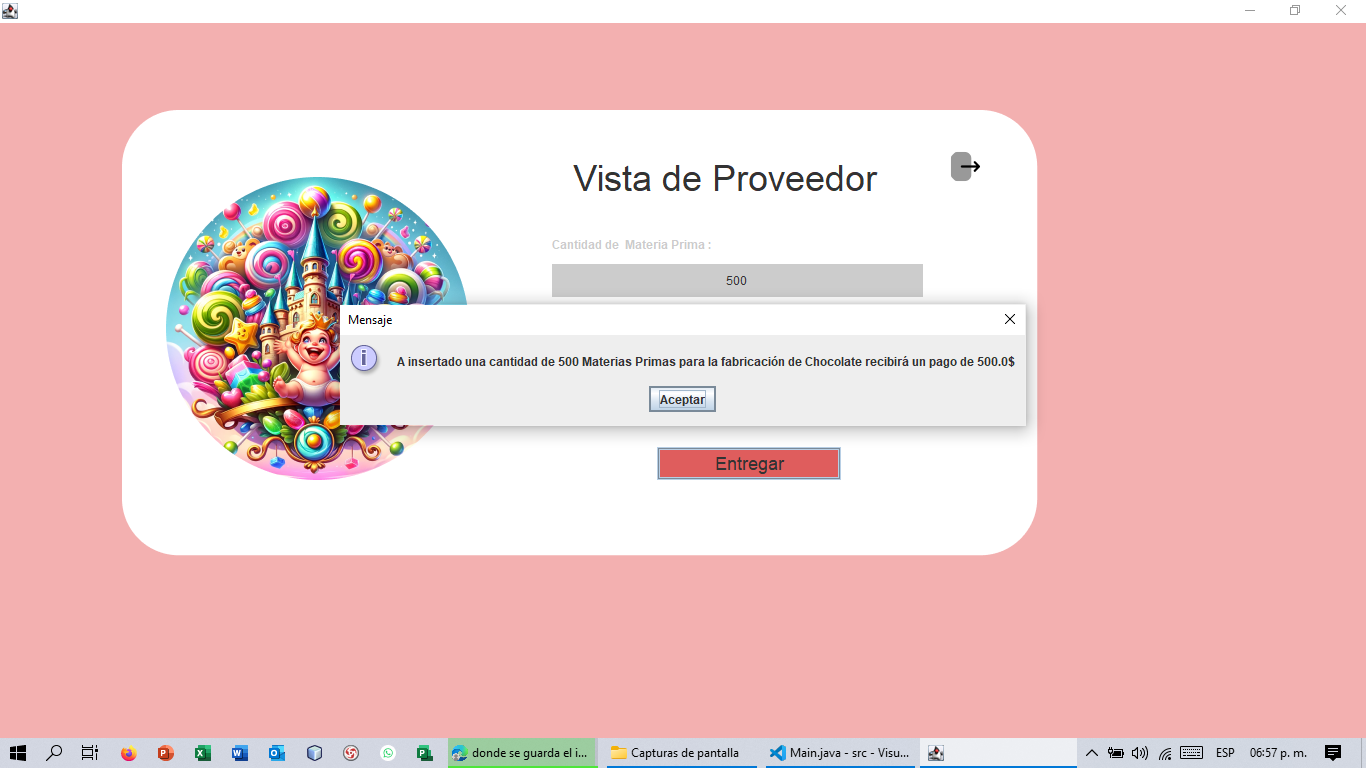 Vista de Proveedor
Cantidad de Materia Prima :
500
Mensaje
A insertado una cantidad de 500 Materias Primas para la fabricación de Chocolate recibirá un pago de 500.0$
Aceptar
Entregar
donde se guarda el i...
Capturas de pantalla
Main.java - src - Visu...
ESP
06:57 p. m.